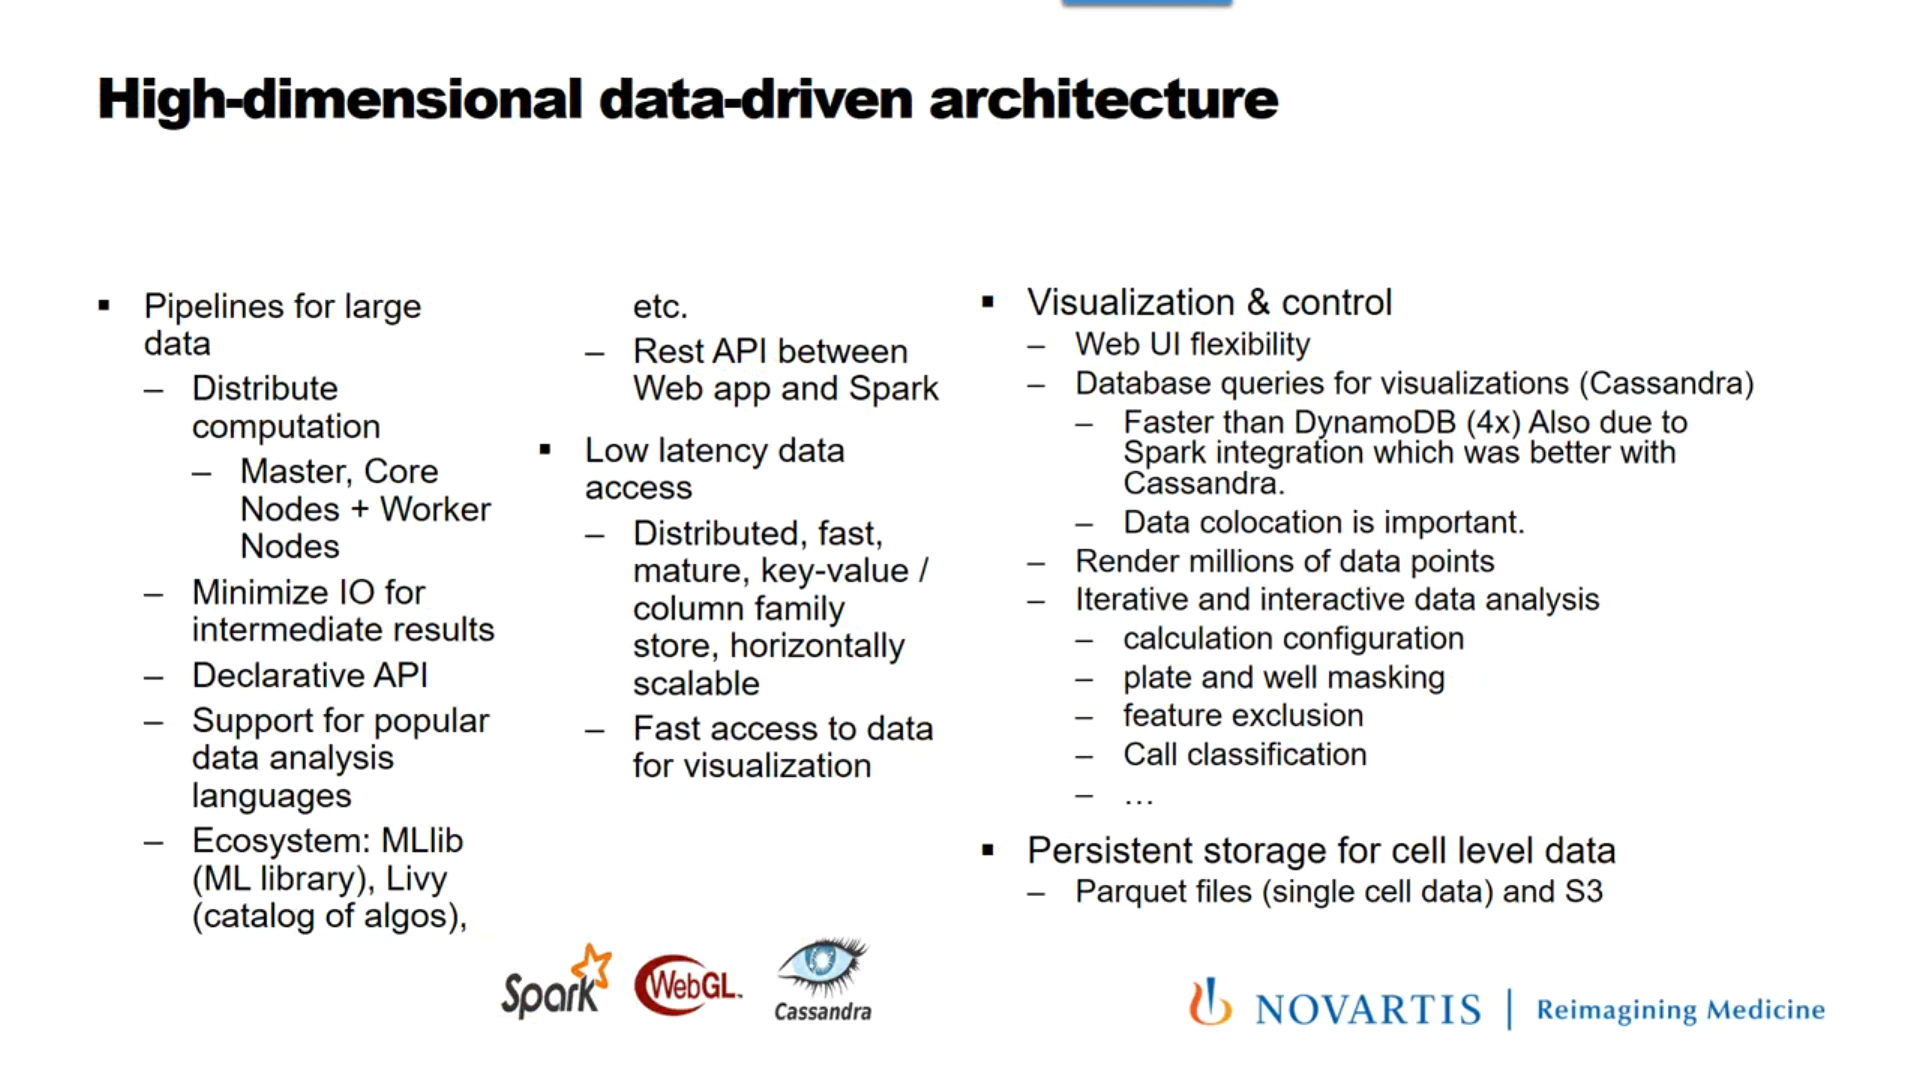 High-dimensional data-driven architecture
▪ Pipelines for large
data
– Distribute
computation
– Master, Core
Nodes + Worker
Nodes
– Minimize IO for
intermediate results
– Declarative API
– Support for popular
data analysis
languages
– Ecosystem: MLlib
(ML library), Livy
(catalog of algos),
etc.
– Rest API between
Web app and Spark
▪ Low latency data
access
– Distributed, fast,
mature, key-value /
column family
store, horizontally
scalable
– Fast access to data
for visualization
▪ Visualization & control
– Web UI flexibility
– Database queries for visualizations (Cassandra)
– Faster than DynamoDB (4x) Also due to
Spark integration which was better with
Cassandra.
– Data colocation is important.
– Render millions of data points
– Iterative and interactive data analysis
– calculation configuration
– plate and well masking
– feature exclusion
– Call classification
– …
▪ Persistent storage for cell level data
– Parquet files (single cell data) and S3
Spark
WebGL™
Cassandra
NOVARTIS | Reimagining Medicine